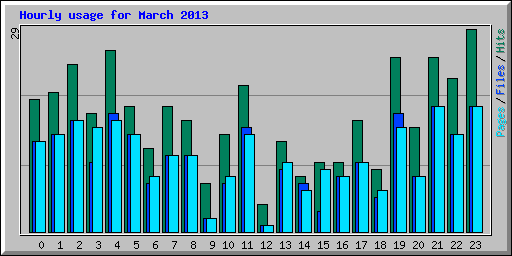 Hourly usage for March 2013
29
Pages/Files/Hits
0 1 2 3 4 5 6 7 8 9 10 11 12 13 14 15 16 17 18 19 20 21 22 23